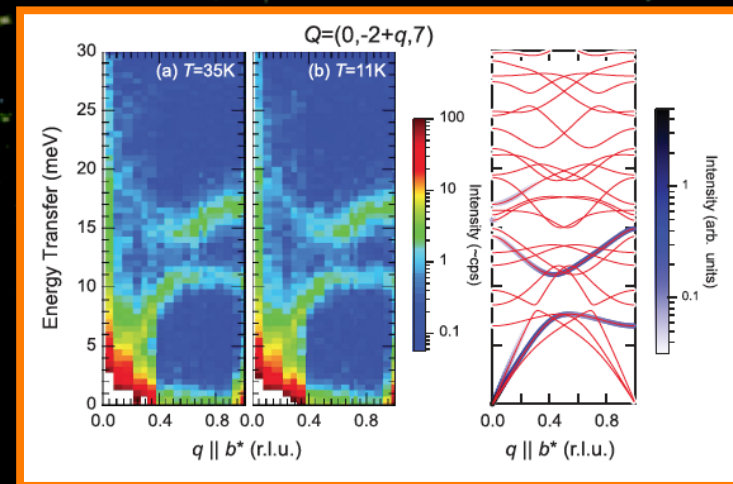 Q=(0,-2+q,7)
(a) T=35K
(b) T=11K
30
25
20
15
10
5
0
Energy Transfer (meV)
0.0 0.4 0.8
0.0 0.4 0.8
q || b* (r.l.u.)
100
10
1
0.1
Intensity (~cps)
0.0 0.4 0.8
q || b* (r.l.u.)
1
0.1
Intensity (arb. units)